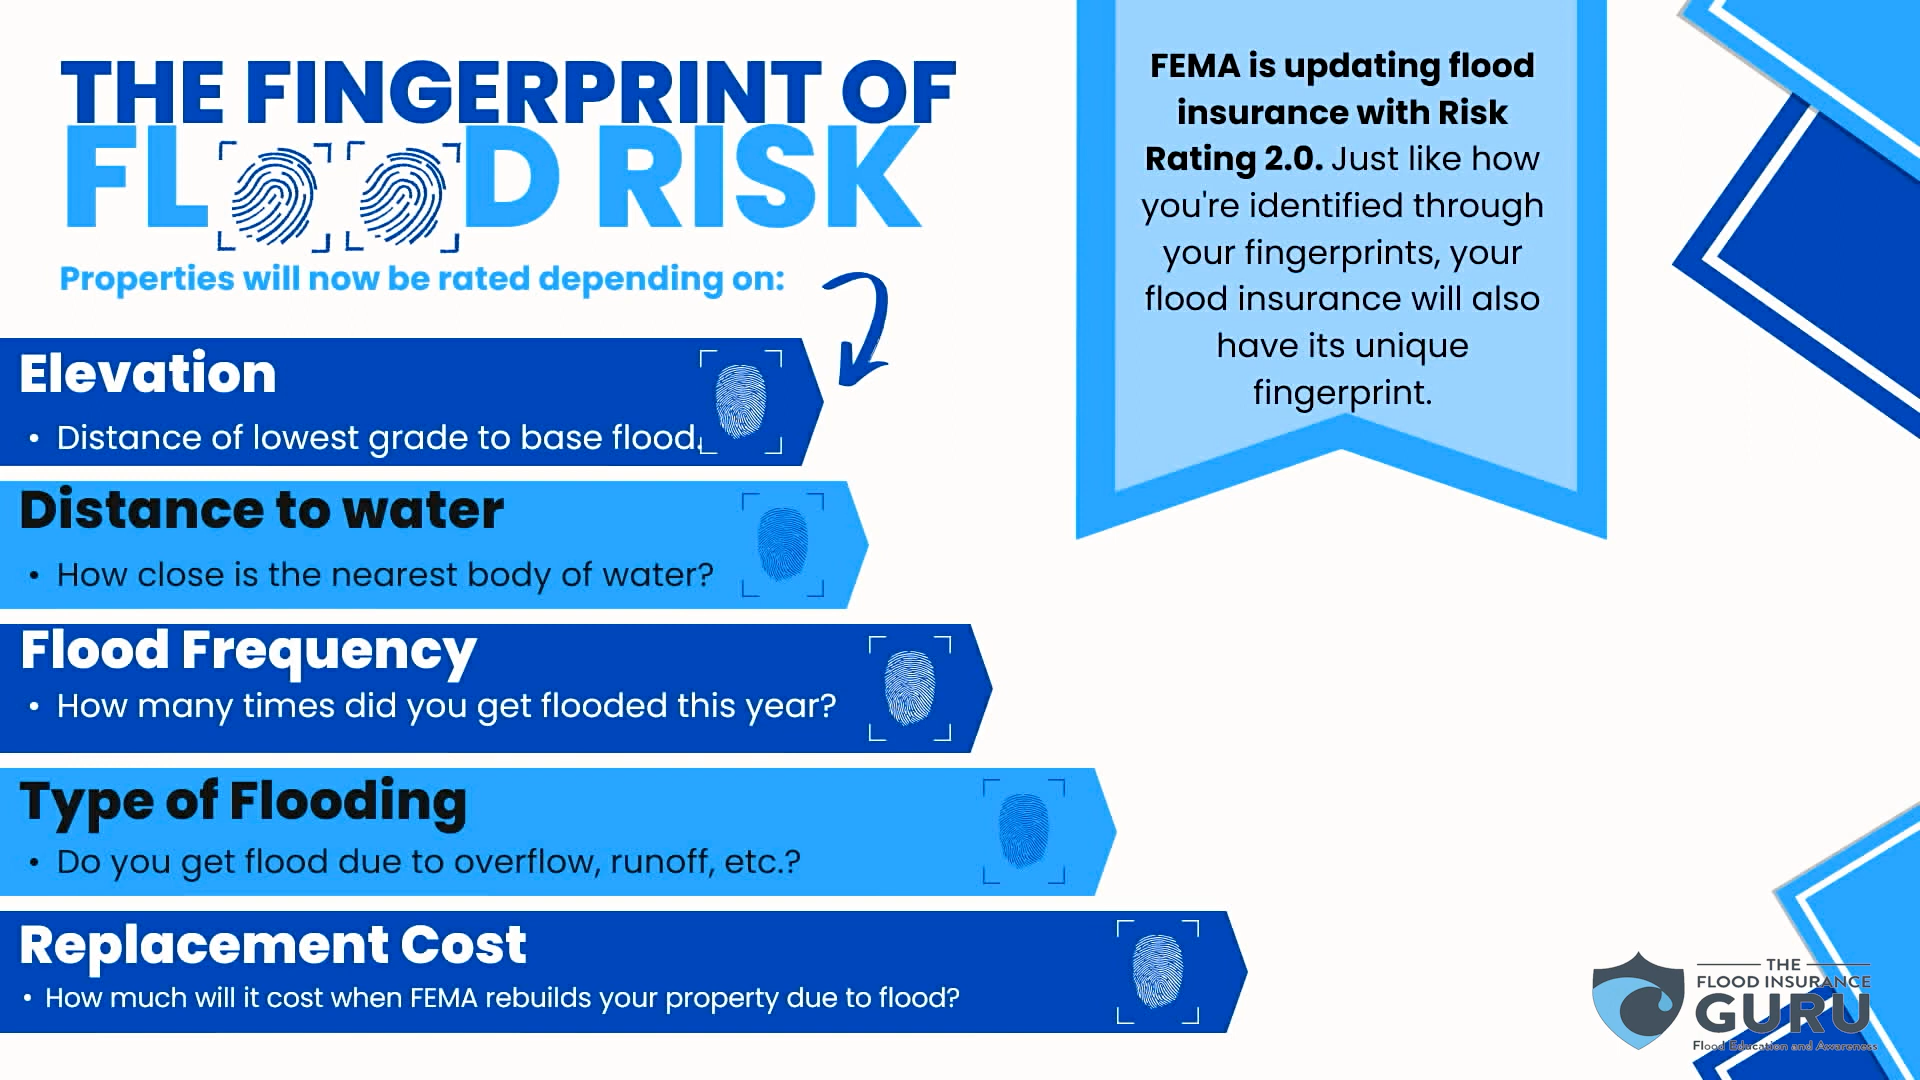 THE FINGERPRINT OF
FLOOD RISK
Properties will now be rated depending on:
Elevation
• Distance of lowest grade to base flood.
Distance to water
• How close is the nearest body of water?
Flood Frequency
• How many times did you get flooded this year?
Type of Flooding
• Do you get flood due to overflow, runoff, etc.?
Replacement Cost
• How much will it cost when FEMA rebuilds your property due to flood?
FEMA is updating flood
insurance with Risk
Rating 2.0. Just like how
you're identified through
your fingerprints, your
flood insurance will also
have its unique
fingerprint.
THE
FLOOD INSURANCE
GURU
Flood Education and Awareness